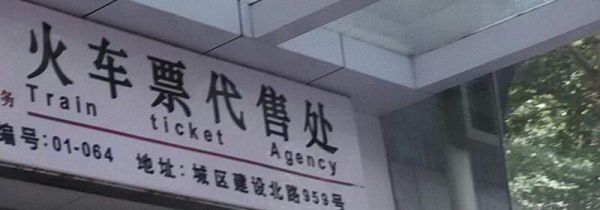 火车票代售处
务 Train ticket Agency
编号:01-064 地址:城区建设北路959号